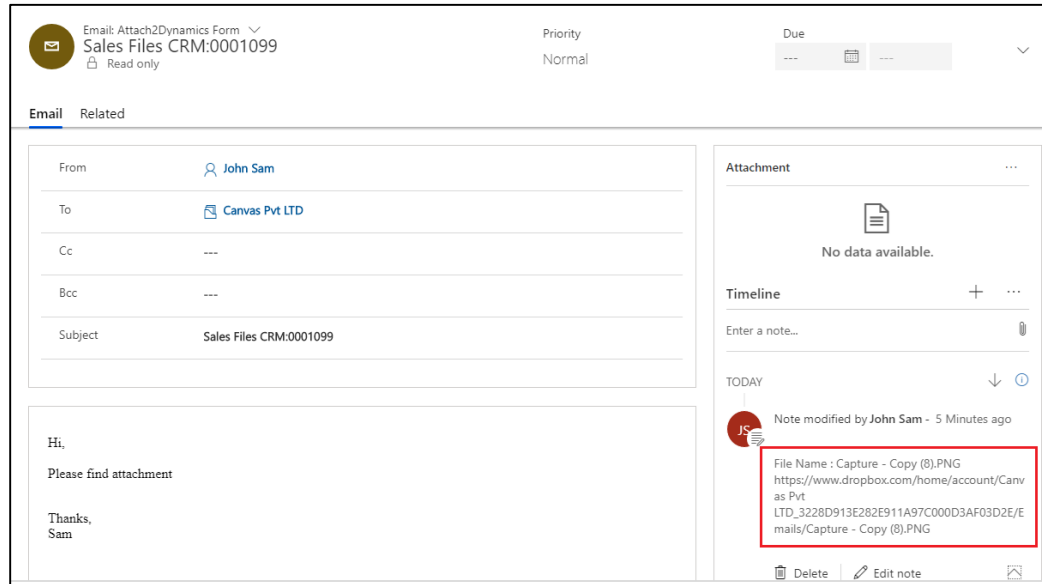 Email: Attach2Dynamics Form
Sales Files CRM:0001099
Read only
Priority
Normal
Due
---
---
Email Related
From John Sam
To Canvas Pvt LTD
Cc ---
Bcc ---
Subject Sales Files CRM:0001099
Hi,
Please find attachment
Thanks,
Sam
Attachment ...
No data available.
Timeline ...
Enter a note...
TODAY
JS
Note modified by John Sam - 5 Minutes ago
File Name : Capture - Copy (8).PNG
https://www.dropbox.com/home/account/Canv
as Pvt
LTD_3228D913E282E911A97C000D3AF03D2E/E
mails/Capture - Copy (8).PNG
Delete Edit note